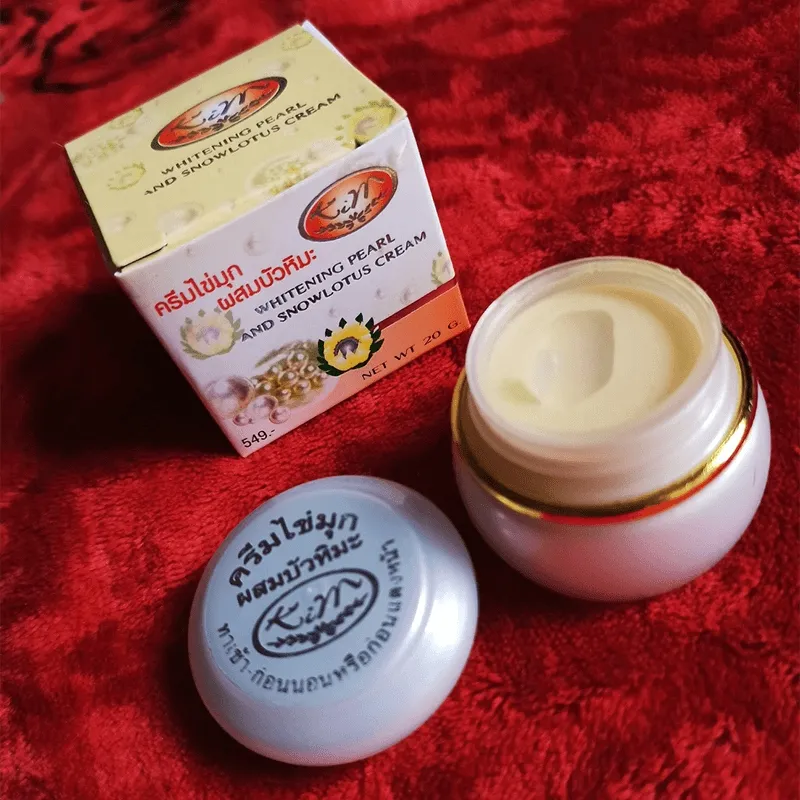 Kim
WHITENING PEARL
AND SNOWLOTUS CREAM
Kim
ครีมไข่มุก
ผสมบัวหิมะ
WHITENING PEARL
AND SNOWLOTUS CREAM
NET WT 20 G.
549.-
ครีมไข่มุก
ผสมบัวหิมะ
Kim
ทาเช้า-ก่อนนอนหรือก่อนแต่งหน้า